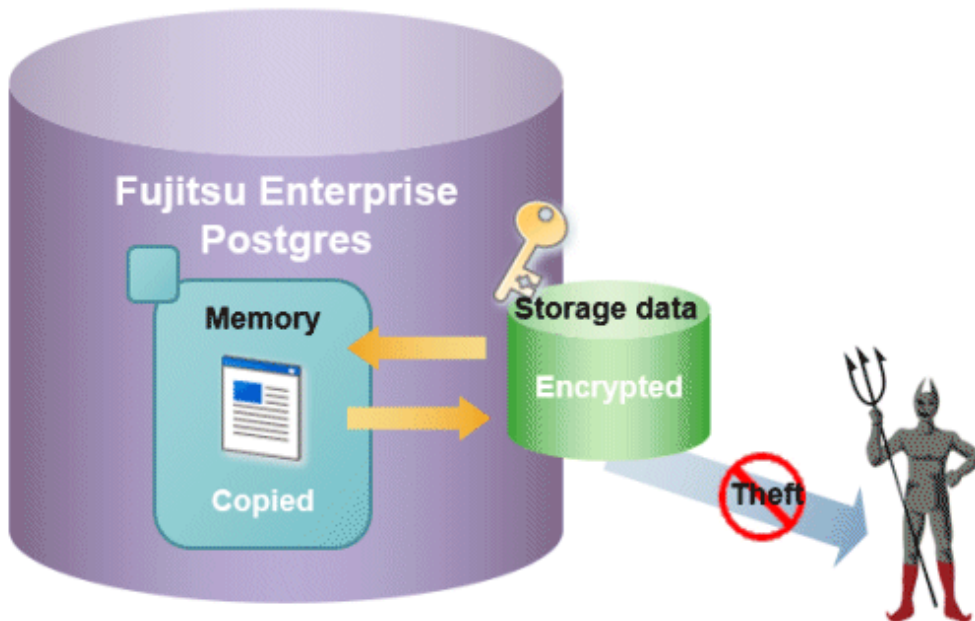 Fujitsu Enterprise
Postgres
Memory
Storage data
Encrypted
Theft
Copied